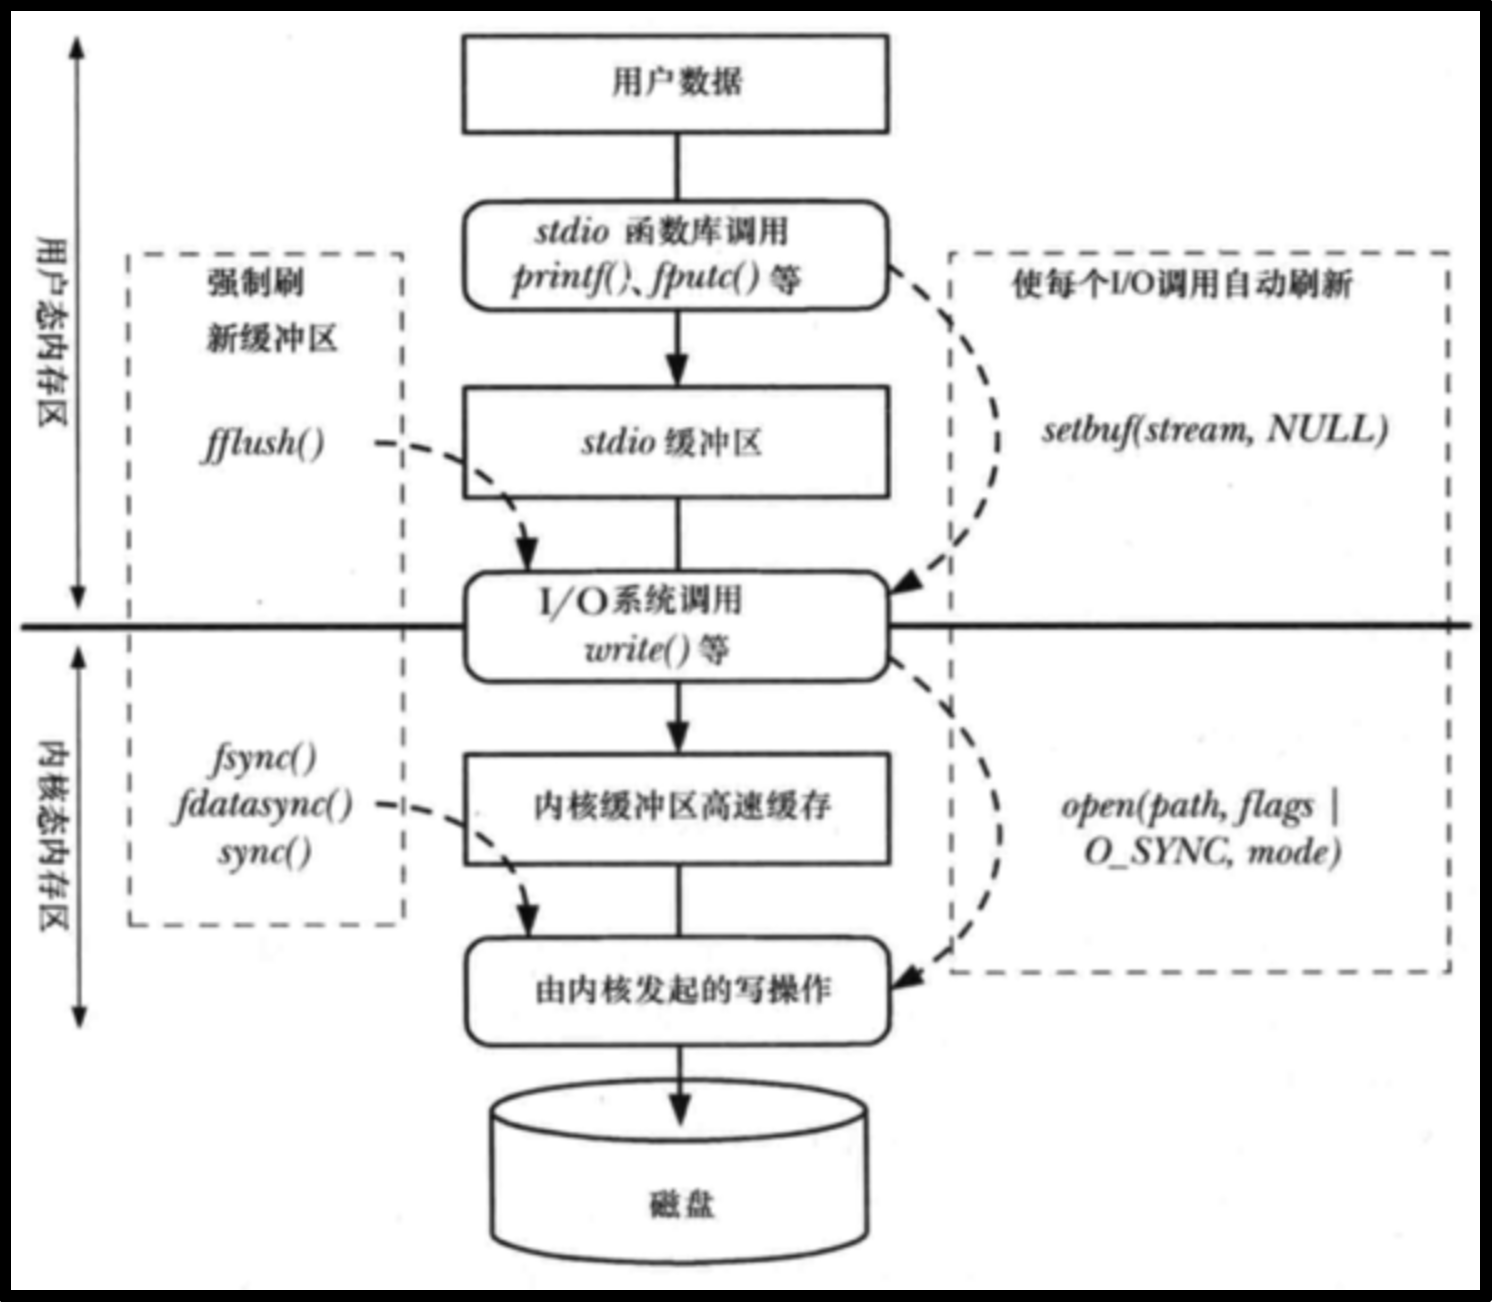 用户数据
stdio 函数库调用
printf()、fputc() 等
强制刷
新缓冲区
使每个I/O调用自动刷新
用户态内存区
fflush()
stdio 缓冲区
setbuf(stream, NULL)
I/O系统调用
write() 等
内核态内存区
fsync()
fdatasync()
sync()
内核缓冲区高速缓存
open(path, flags |
O_SYNC, mode)
由内核发起的写操作
磁盘